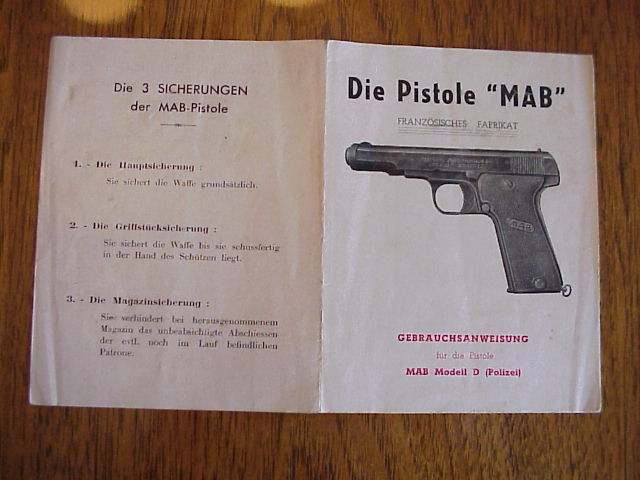 Die 3 SICHERUNGEN
der MAB-Pistole
1. - Die Hauptsicherung :
Sie sichert die Waffe grundsätzlich.
2. - Die Griffstücksicherung :
Sie sichert die Waffe bis sie schussfertig
in der Hand des Schützen liegt.
3. - Die Magazinsicherung :
Sie verhindert bei herausgenommenem
Magazin das unbeabsichtigte Abschiessen
der evtl. noch im Lauf befindlichen
Patrone.
Die Pistole "MAB"
FRANZÖSISCHES FABRIKAT
MAB
GEBRAUCHSANWEISUNG
für die Pistole
MAB Modell D (Polizei)